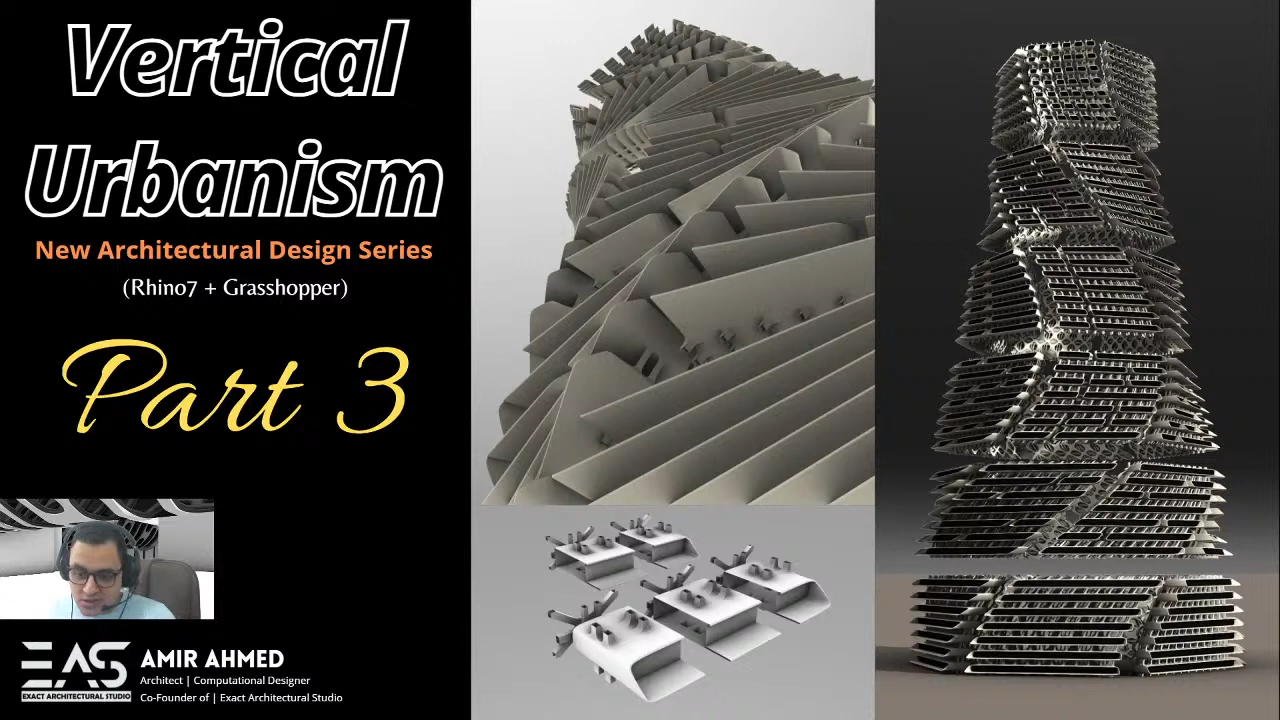 Vertical
Urbanism
New Architectural Design Series
(Rhino7 + Grasshopper)
Part 3
EAS
EXACT ARCHITECTURAL STUDIO
AMIR AHMED
Architect | Computational Designer
Co-Founder of | Exact Architectural Studio